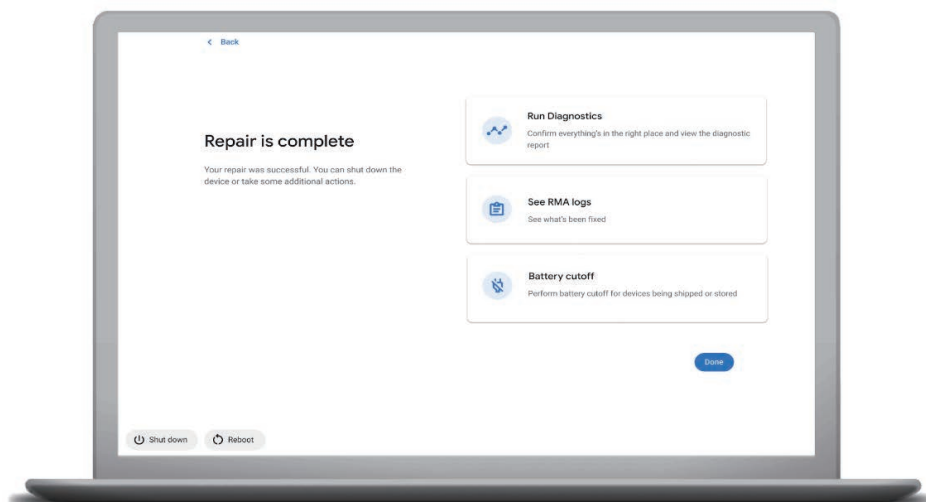 Back
Repair is complete
Your repair was successful. You can shut down the
device or take some additional actions.
Run Diagnostics
Confirm everything's in the right place and view the diagnostic
report
See RMA logs
See what's been fixed
Battery cutoff
Perform battery cutoff for devices being shipped or stored
Done
Shut down
Reboot